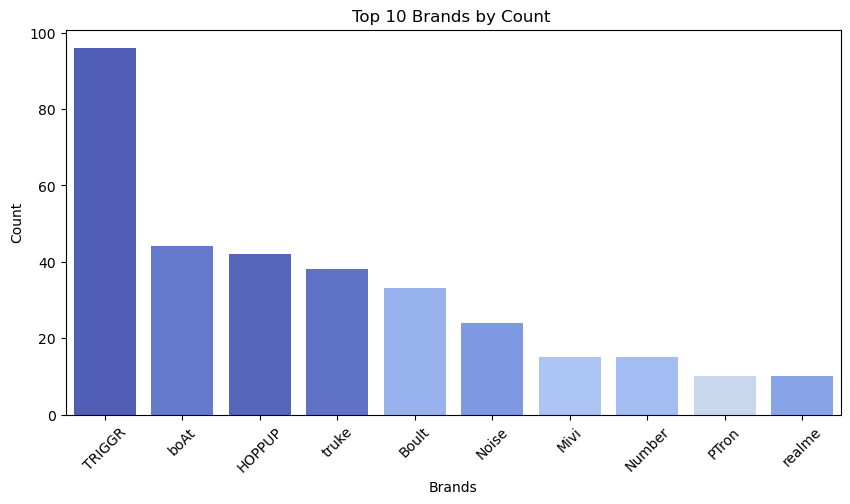 Top 10 Brands by Count
Count
100
80
60
40
20
0
TRIGGR
boAt
HOPPUP
truke
Boult
Noise
Mivi
Number
PTron
realme
Brands